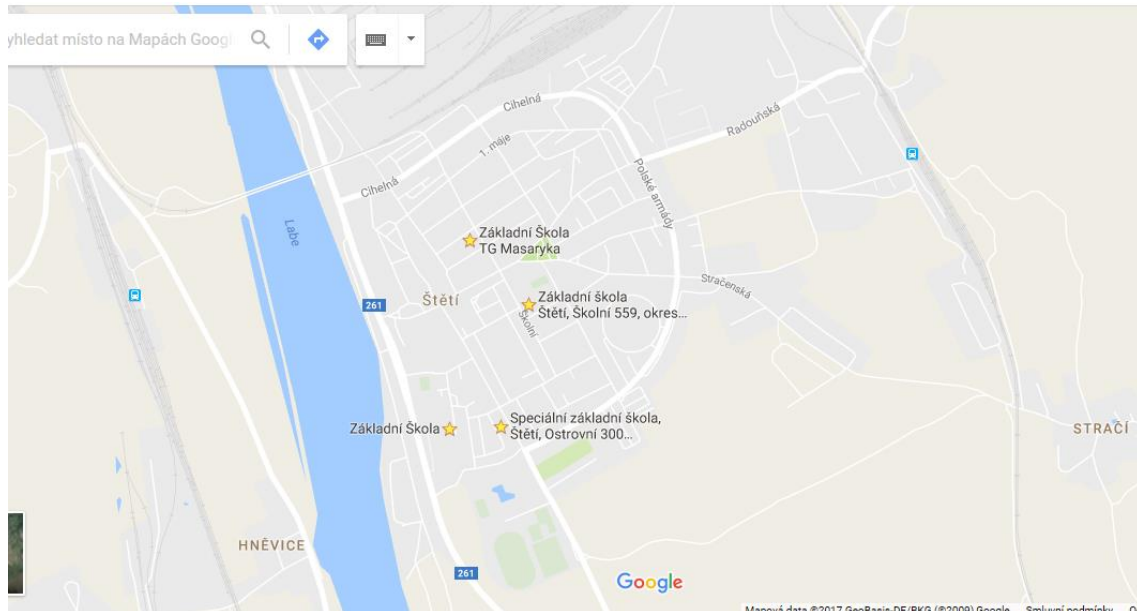 yhledat místo na Mapách Googl
Cihelná
Radouňská
1. máje
Polské armády
Cihelná
Labe
Základní Škola
TG Masaryka
Stračenská
Štětí
261
Základní škola
Štětí, Školní 559, okres...
Školní
Základní Škola
Speciální základní škola,
Štětí, Ostrovní 300...
STRAČÍ
HNĚVICE
261
Google
Mapová data ©2017 GeoBasis-DE/BKG (©2009) Google Smluvní podmínky